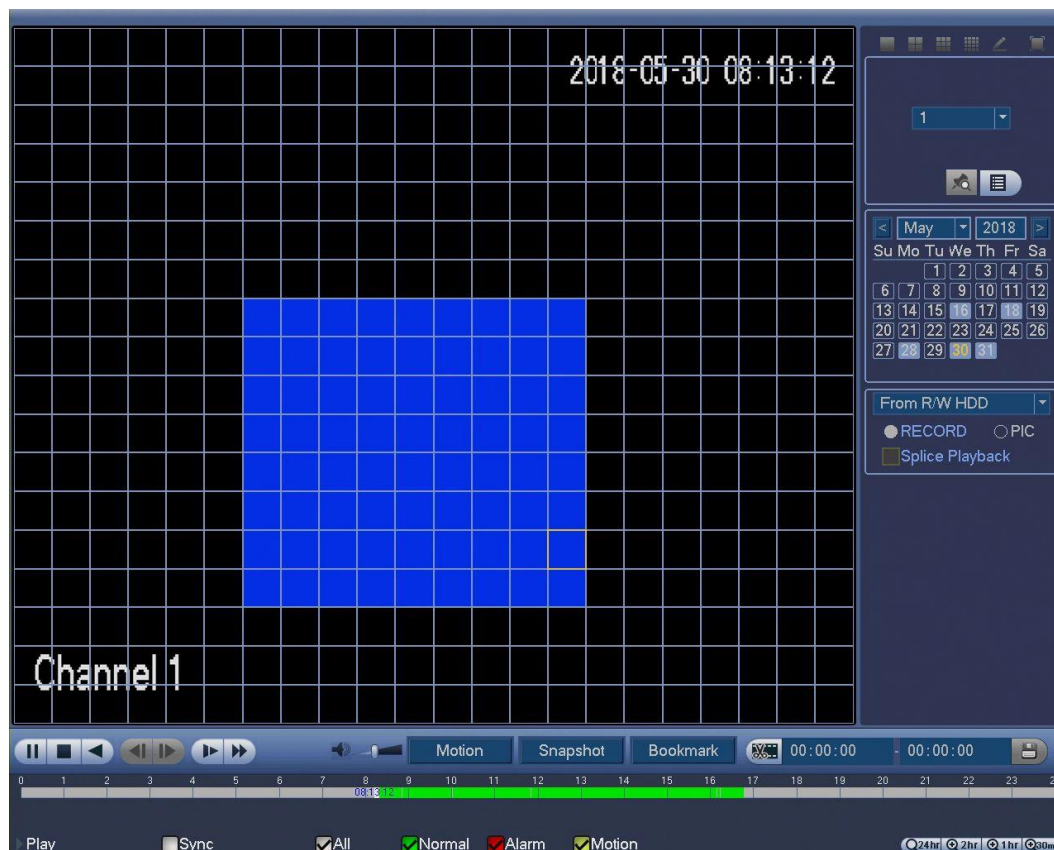 2018-05-30 08:13:12
Channel 1
1
< May 2018 >
Su Mo Tu We Th Fr Sa
1 2 3 4 5
6 7 8 9 10 11 12
13 14 15 16 17 18 19
20 21 22 23 24 25 26
27 28 29 30 31
From R/W HDD
RECORD PIC
Splice Playback
Motion Snapshot Bookmark 00:00:00 - 00:00:00
0 1 2 3 4 5 6 7 8 9 10 11 12 13 14 15 16 17 18 19 20 21 22 23 2
08:13:12
Play Sync All Normal Alarm Motion 24hr 2hr 1hr 30m